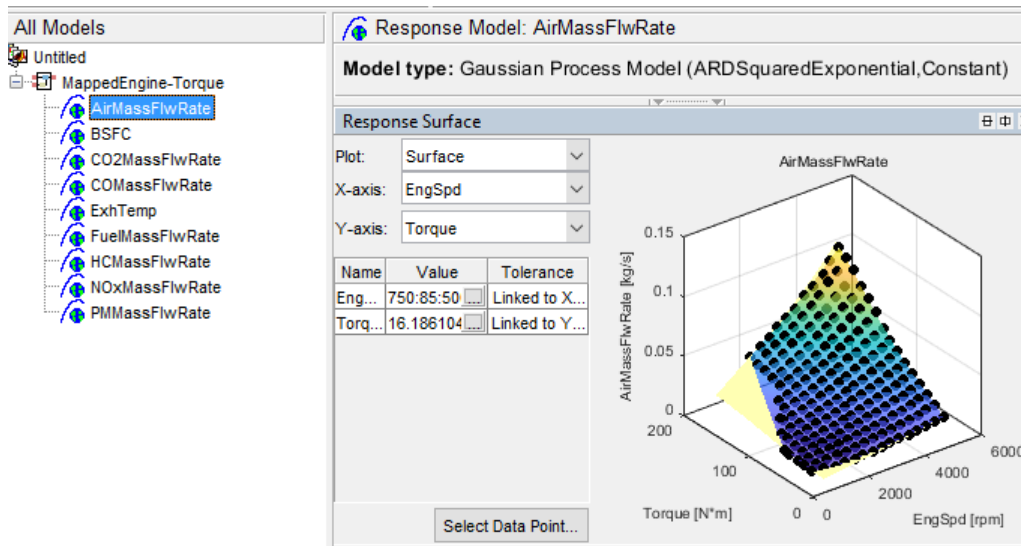 All Models
Untitled
MappedEngine-Torque
AirMassFlwRate
BSFC
CO2MassFlwRate
COMassFlwRate
ExhTemp
FuelMassFlwRate
HCMassFlwRate
NOxMassFlwRate
PMMassFlwRate
Response Model: AirMassFlwRate
Model type: Gaussian Process Model (ARDSquaredExponential,Constant)
Response Surface
Plot: Surface
X-axis: EngSpd
Y-axis: Torque
Name Value Tolerance
Eng... 750:85:50 ... Linked to X...
Torq... 16.186104 ... Linked to Y...
Select Data Point...
AirMassFlwRate
AirMassFlwRate [kg/s]
0.15
0.1
0.05
0
200
100
0
Torque [N*m]
0
2000
4000
6000
EngSpd [rpm]